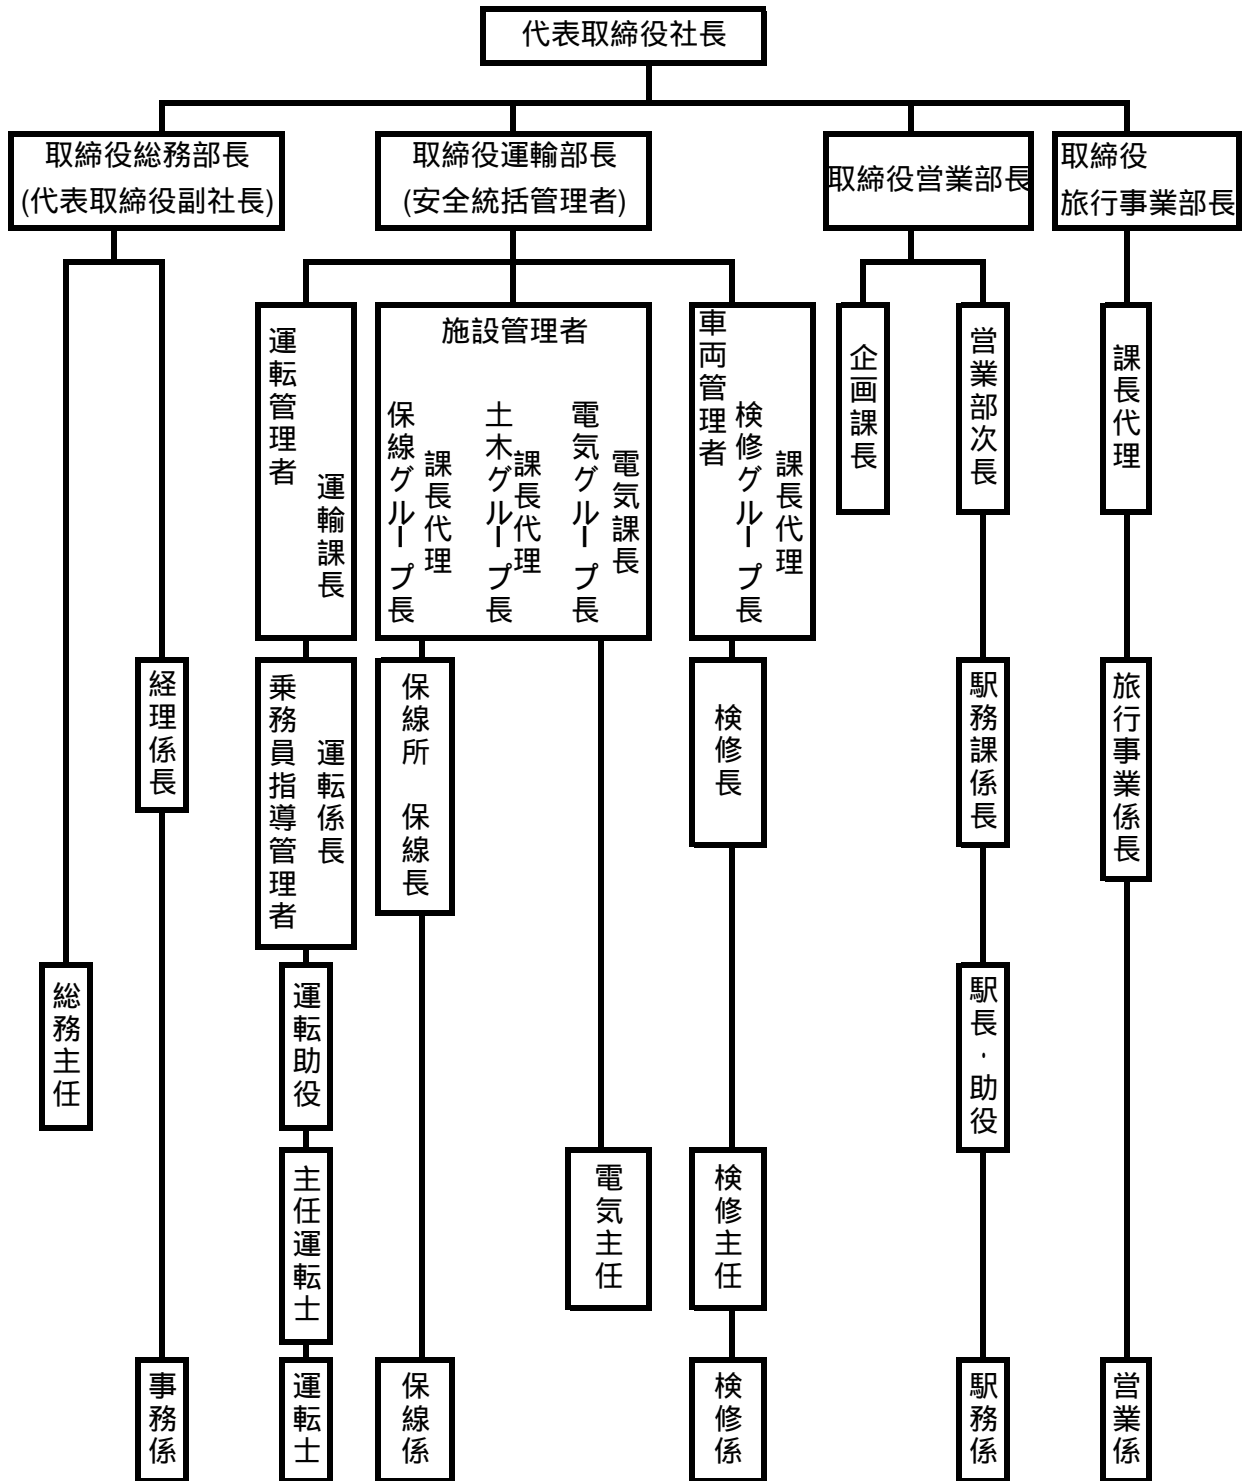 代表取締役社長
取締役総務部長
(代表取締役副社長)
取締役運輸部長
(安全統括管理者)
取締役営業部長
取締役
旅行事業部長
運転管理者
運輸課長
施設管理者
保線グループ長
課長代理
土木グループ長
課長代理
電気グループ長
電気課長
車両管理者
検修グループ長
課長代理
企画課長
営業部次長
課長代理
経理係長
乗務員指導管理者
運転係長
保線所 保線長
検修長
駅務課係長
旅行事業係長
総務主任
運転助役
駅長・助役
主任運転士
電気主任
検修主任
事務係
運転士
保線係
検修係
駅務係
営業係